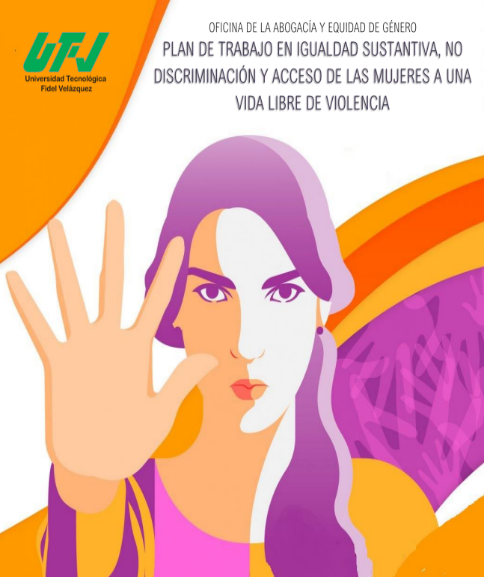 OFICINA DE LA ABOGACÍA Y EQUIDAD DE GÉNERO
PLAN DE TRABAJO EN IGUALDAD SUSTANTIVA, NO
DISCRIMINACIÓN Y ACCESO DE LAS MUJERES A UNA
VIDA LIBRE DE VIOLENCIA
UTFV
Universidad Tecnológica
Fidel Velázquez